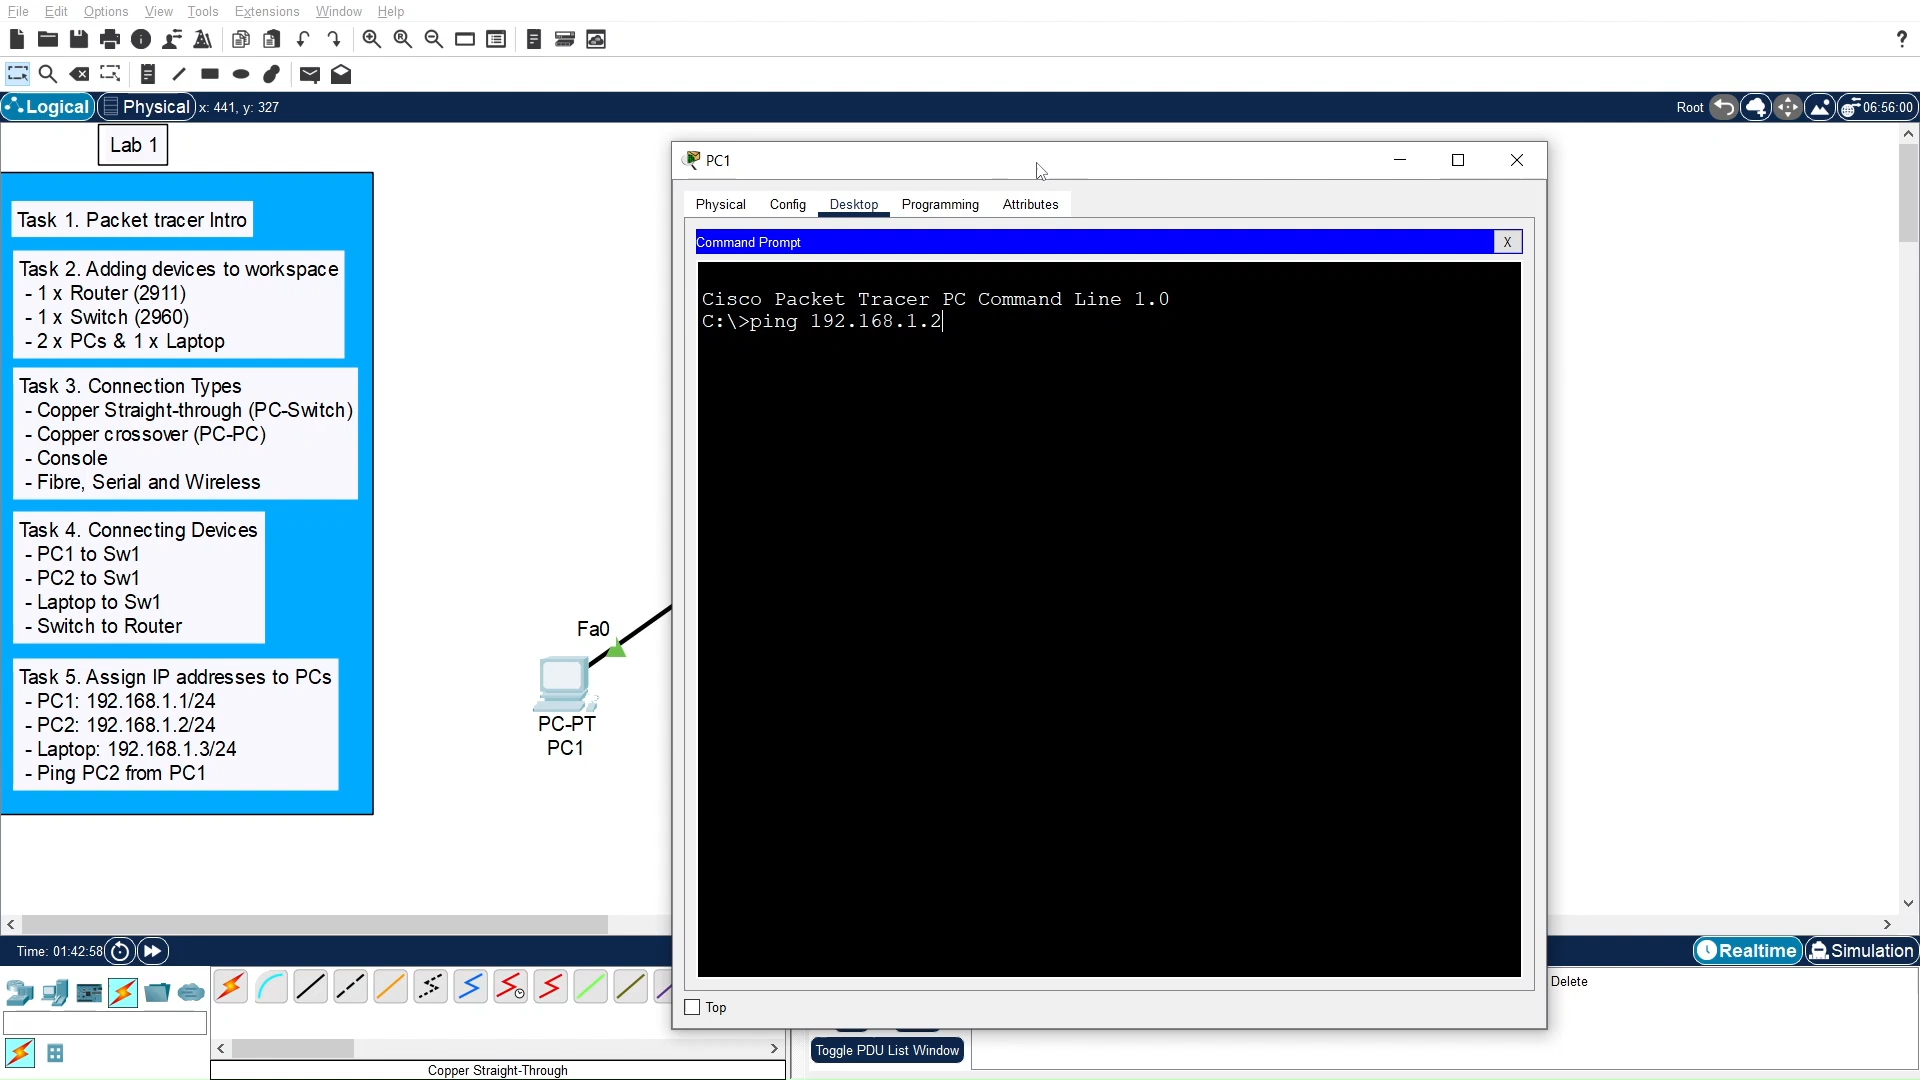 File Edit Options View Tools Extensions Window Help
?
Logical Physical x: 441, y: 327
Root 06:56:00
Lab 1
Task 1. Packet tracer Intro
Task 2. Adding devices to workspace
- 1 x Router (2911)
- 1 x Switch (2960)
- 2 x PCs & 1 x Laptop
Task 3. Connection Types
- Copper Straight-through (PC-Switch)
- Copper crossover (PC-PC)
- Console
- Fibre, Serial and Wireless
Task 4. Connecting Devices
- PC1 to Sw1
- PC2 to Sw1
- Laptop to Sw1
- Switch to Router
Task 5. Assign IP addresses to PCs
- PC1: 192.168.1.1/24
- PC2: 192.168.1.2/24
- Laptop: 192.168.1.3/24
- Ping PC2 from PC1
Fa0
PC-PT
PC1
PC1
Physical Config Desktop Programming Attributes
Command Prompt X
Cisco Packet Tracer PC Command Line 1.0
C:\>ping 192.168.1.2
Top
Time: 01:42:58
Realtime Simulation
Delete
Toggle PDU List Window
Copper Straight-Through